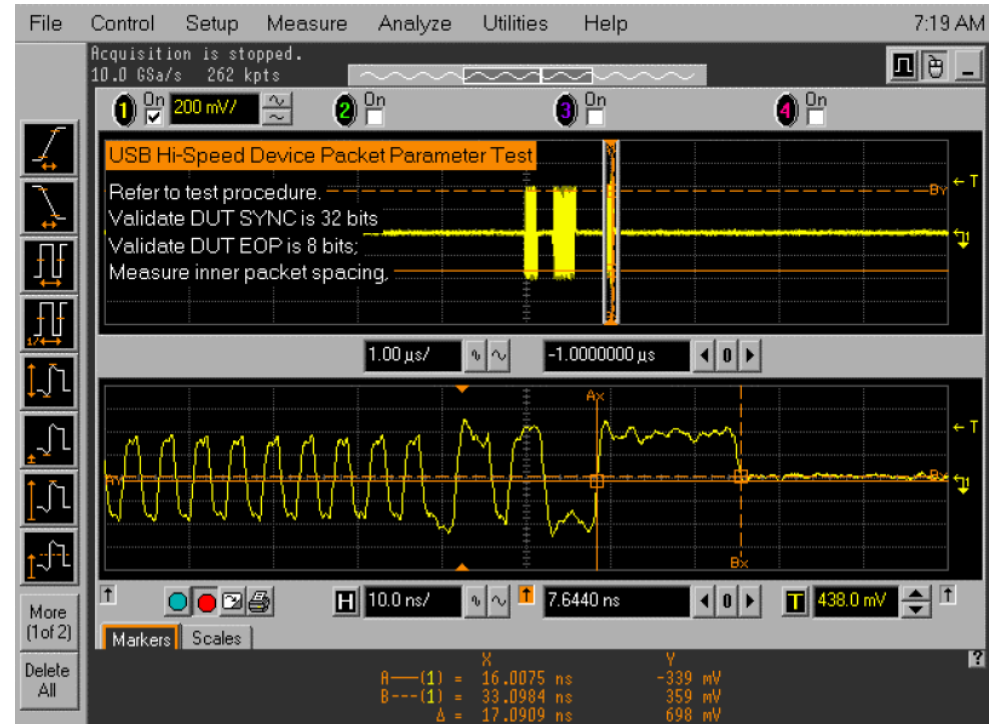 File Control Setup Measure Analyze Utilities Help 7:19 AM
Acquisition is stopped.
10.0 GSa/s 262 kpts
1 On 200 mV/ 2 On 3 On 4 On
USB Hi-Speed Device Packet Parameter Test
Refer to test procedure.
Validate DUT SYNC is 32 bits
Validate DUT EOP is 8 bits;
Measure inner packet spacing,
By
T
1
1.00 µs/ -1.0000000 µs 0
Ax
T
By
1
Bx
H 10.0 ns/ 7.6440 ns 0 T 438.0 mV
More
(1 of 2)
Delete
All
Markers Scales
?
X Y
A——(1) = 16.0075 ns -339 mV
B---(1) = 33.0984 ns 359 mV
Δ = 17.0909 ns 698 mV